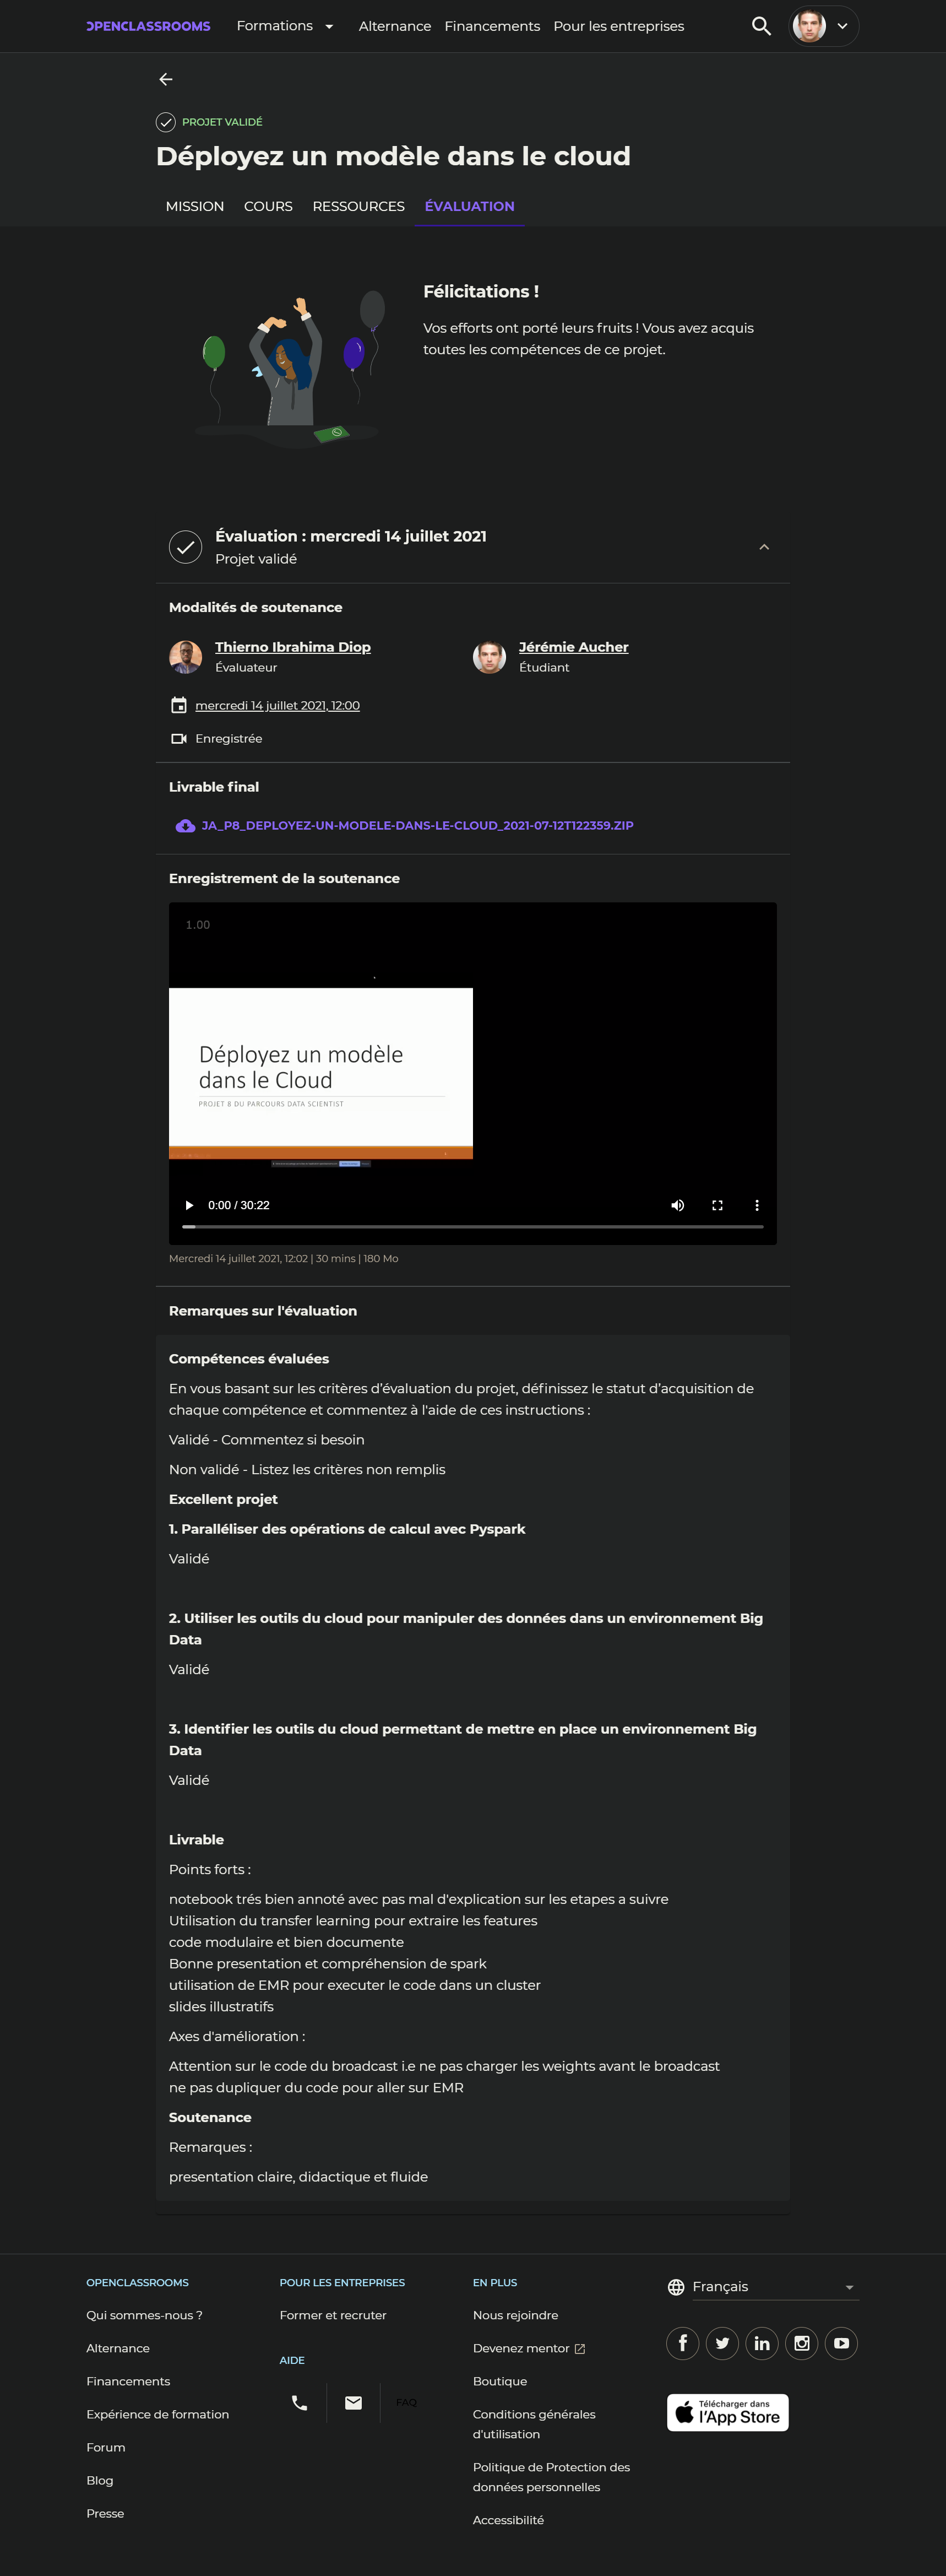 OPENCLASSROOMS
Formations
Alternance
Financements
Pour les entreprises
PROJET VALIDÉ
Déployez un modèle dans le cloud
MISSION
COURS
RESSOURCES
ÉVALUATION
Félicitations !
Vos efforts ont porté leurs fruits ! Vous avez acquis
toutes les compétences de ce projet.
Évaluation : mercredi 14 juillet 2021
Projet validé
Modalités de soutenance
Thierno Ibrahima Diop
Évaluateur
Jérémie Aucher
Étudiant
mercredi 14 juillet 2021, 12:00
Enregistrée
Livrable final
JA_P8_DEPLOYEZ-UN-MODELE-DANS-LE-CLOUD_2021-07-12T122359.ZIP
Enregistrement de la soutenance
1.00
Déployez un modèle
dans le Cloud
PROJET 8 DU PARCOURS DATA SCIENTIST
0:00 / 30:22
Mercredi 14 juillet 2021, 12:02 | 30 mins | 180 Mo
Remarques sur l'évaluation
Compétences évaluées
En vous basant sur les critères d’évaluation du projet, définissez le statut d’acquisition de
chaque compétence et commentez à l'aide de ces instructions :
Validé - Commentez si besoin
Non validé - Listez les critères non remplis
Excellent projet
1. Paralléliser des opérations de calcul avec Pyspark
Validé
2. Utiliser les outils du cloud pour manipuler des données dans un environnement Big
Data
Validé
3. Identifier les outils du cloud permettant de mettre en place un environnement Big
Data
Validé
Livrable
Points forts :
notebook trés bien annoté avec pas mal d'explication sur les etapes a suivre
Utilisation du transfer learning pour extraire les features
code modulaire et bien documente
Bonne presentation et compréhension de spark
utilisation de EMR pour executer le code dans un cluster
slides illustratifs
Axes d'amélioration :
Attention sur le code du broadcast i.e ne pas charger les weights avant le broadcast
ne pas dupliquer du code pour aller sur EMR
Soutenance
Remarques :
presentation claire, didactique et fluide
OPENCLASSROOMS
Qui sommes-nous ?
Alternance
Financements
Expérience de formation
Forum
Blog
Presse
POUR LES ENTREPRISES
Former et recruter
AIDE
FAQ
EN PLUS
Nous rejoindre
Devenez mentor
Boutique
Conditions générales
d'utilisation
Politique de Protection des
données personnelles
Accessibilité
Français
Télécharger dans
l'App Store